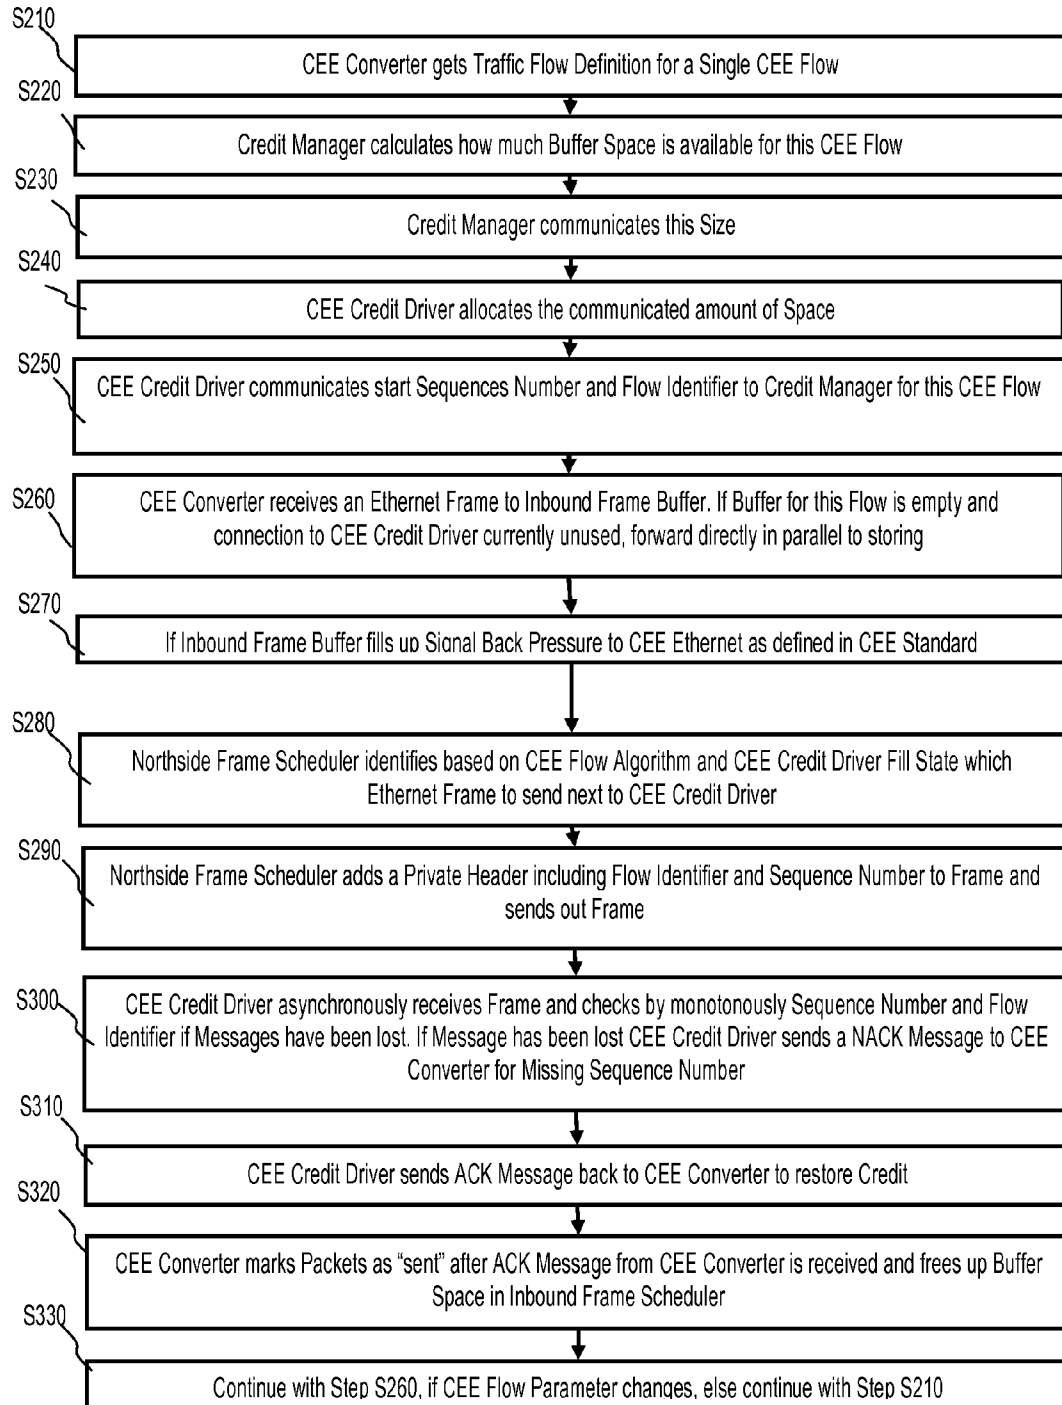 S210
CEE Converter gets Traffic Flow Definition for a Single CEE Flow
S220
Credit Manager calculates how much Buffer Space is available for this CEE Flow
S230
Credit Manager communicates this Size
S240
CEE Credit Driver allocates the communicated amount of Space
S250
CEE Credit Driver communicates start Sequences Number and Flow Identifier to Credit Manager for this CEE Flow
S260
CEE Converter receives an Ethernet Frame to Inbound Frame Buffer. If Buffer for this Flow is empty and
connection to CEE Credit Driver currently unused, forward directly in parallel to storing
S270
If Inbound Frame Buffer fills up Signal Back Pressure to CEE Ethernet as defined in CEE Standard
S280
Northside Frame Scheduler identifies based on CEE Flow Algorithm and CEE Credit Driver Fill State which
Ethernet Frame to send next to CEE Credit Driver
S290
Northside Frame Scheduler adds a Private Header including Flow Identifier and Sequence Number to Frame and
sends out Frame
S300
CEE Credit Driver asynchronously receives Frame and checks by monotonously Sequence Number and Flow
Identifier if Messages have been lost. If Message has been lost CEE Credit Driver sends a NACK Message to CEE
Converter for Missing Sequence Number
S310
CEE Credit Driver sends ACK Message back to CEE Converter to restore Credit
S320
CEE Converter marks Packets as “sent” after ACK Message from CEE Converter is received and frees up Buffer
Space in Inbound Frame Scheduler
S330
Continue with Step S260, if CEE Flow Parameter changes, else continue with Step S210